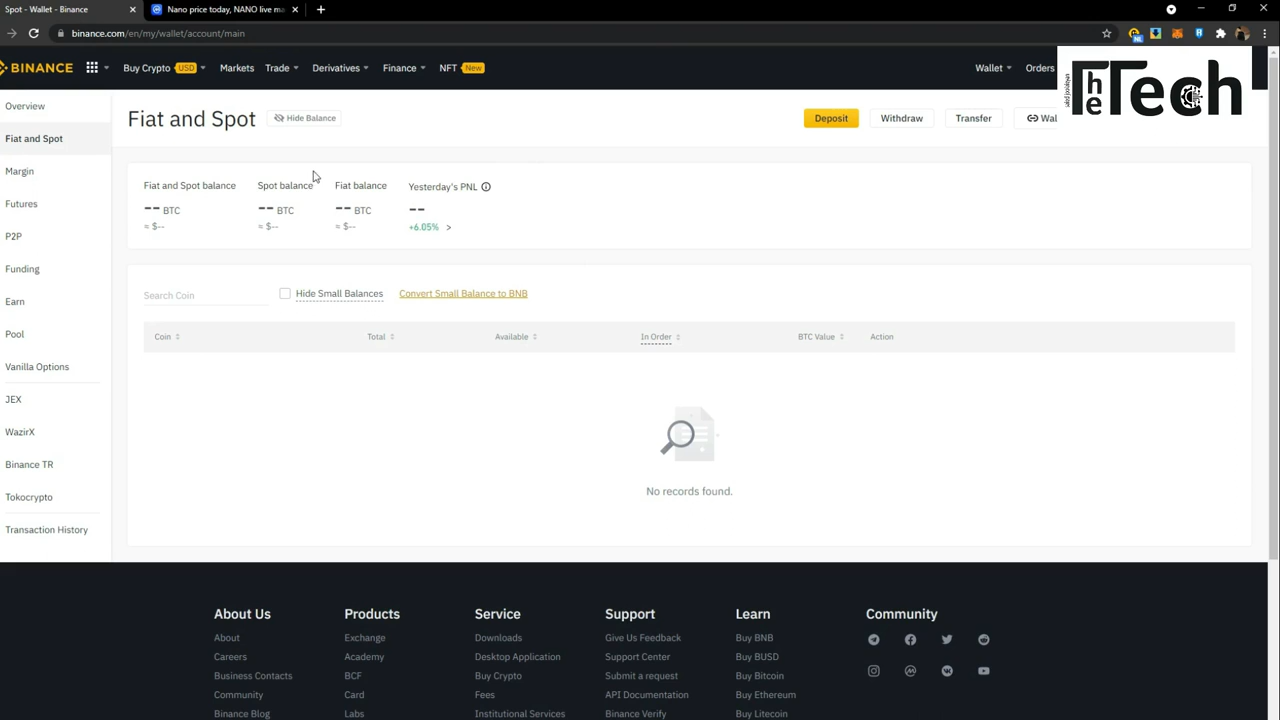 Spot - Wallet - Binance
Nano price today, NANO live ma
binance.com/en/my/wallet/account/main
NL
BINANCE
Buy Crypto USD
Markets
Trade
Derivatives
Finance
NFT New
Wallet
Orders
The Tech
Overview
Fiat and Spot
Margin
Futures
P2P
Funding
Earn
Pool
Vanilla Options
JEX
WazirX
Binance TR
Tokocrypto
Transaction History
Fiat and Spot
Hide Balance
Deposit
Withdraw
Transfer
Wal
Fiat and Spot balance
Spot balance
Fiat balance
Yesterday's PNL
-- BTC
-- BTC
-- BTC
--
≈ $--
≈ $--
≈ $--
+6.05% >
Search Coin
Hide Small Balances
Convert Small Balance to BNB
Coin
Total
Available
In Order
BTC Value
Action
No records found.
About Us
Products
Service
Support
Learn
Community
About
Exchange
Downloads
Give Us Feedback
Buy BNB
Careers
Academy
Desktop Application
Support Center
Buy BUSD
Business Contacts
BCF
Buy Crypto
Submit a request
Buy Bitcoin
Community
Card
Fees
API Documentation
Buy Ethereum
Binance Blog
Labs
Institutional Services
Binance Verify
Buy Litecoin